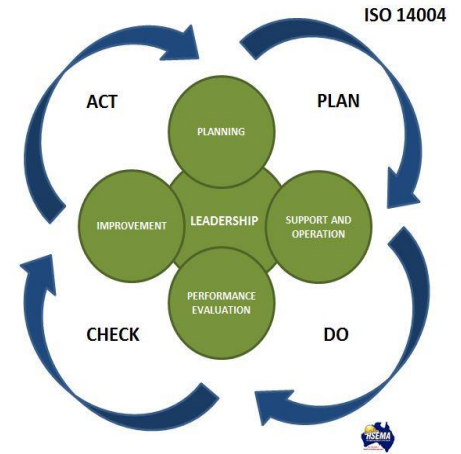 ISO 14004
ACT
PLAN
PLANNING
IMPROVEMENT
LEADERSHIP
SUPPORT AND
OPERATION
PERFORMANCE
EVALUATION
CHECK
DO
HSEMA